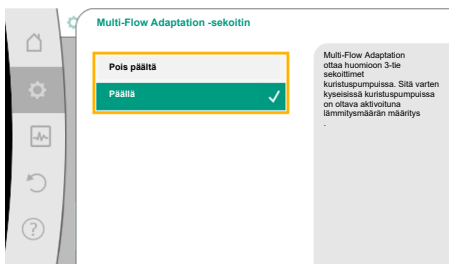 Multi-Flow Adaptation -sekoitin
Pois päältä
Päällä
Multi-Flow Adaptation
ottaa huomioon 3-tie
sekoittimet
kuristuspumpuissa. Sitä varten
kyseisissä kuristuspumpuissa
on oltava aktivoituna
lämmitysmäärän määritys
.
?